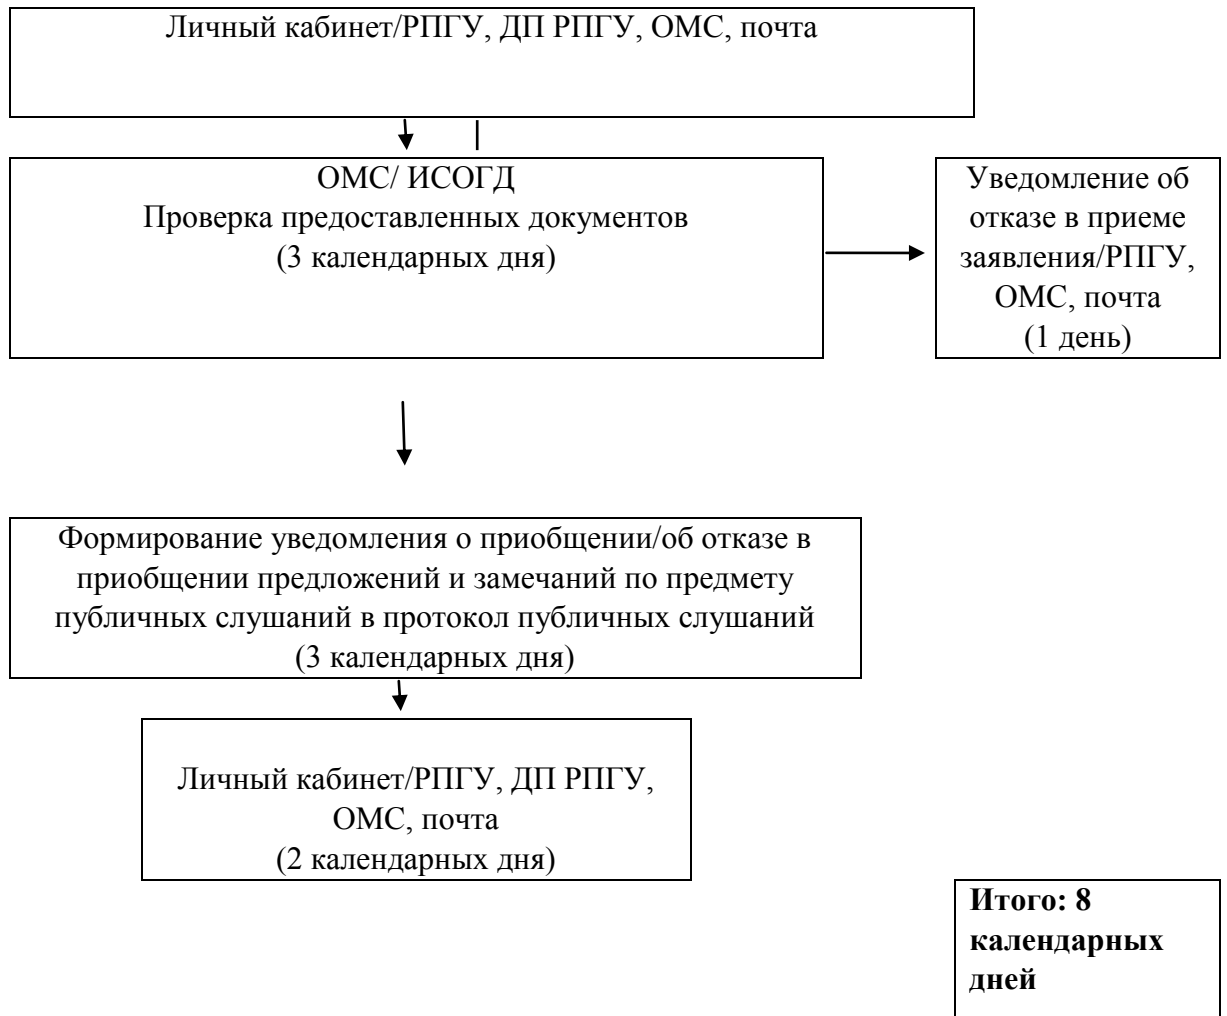 Личный кабинет/РПГУ, ДП РПГУ, ОМС, почта
ОМС/ ИСОГД
Проверка предоставленных документов
(3 календарных дня)
Уведомление об
отказе в приеме
заявления/РПГУ,
ОМС, почта
(1 день)
Формирование уведомления о приобщении/об отказе в
приобщении предложений и замечаний по предмету
публичных слушаний в протокол публичных слушаний
(3 календарных дня)
Личный кабинет/РПГУ, ДП РПГУ,
ОМС, почта
(2 календарных дня)
Итого: 8
календарных
дней